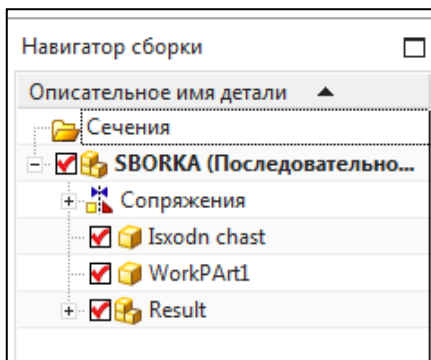 Навигатор сборки
Описательное имя детали
Сечения
SBORKA (Последовательно...
Сопряжения
Isxodn chast
WorkPArt1
Result